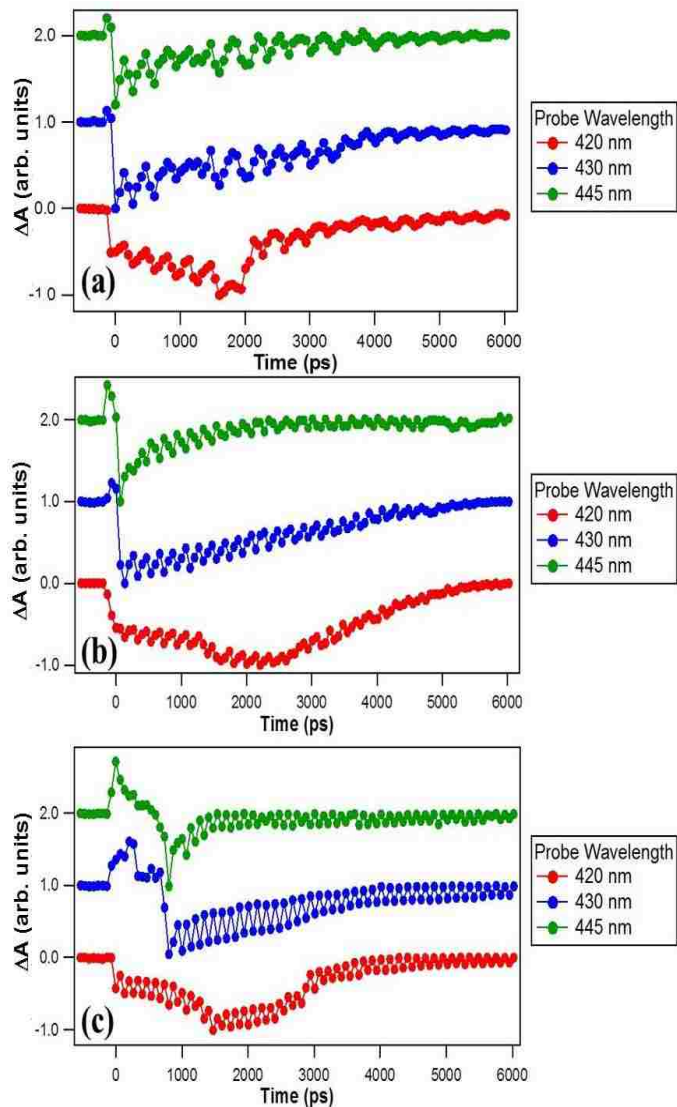 2.0
1.0
0.0
-1.0
ΔA (arb. units)
(a)
0 1000 2000 3000 4000 5000 6000
Time (ps)
Probe Wavelength
420 nm
430 nm
445 nm
2.0
1.0
0.0
-1.0
ΔA (arb. units)
(b)
0 1000 2000 3000 4000 5000 6000
Time (ps)
Probe Wavelength
420 nm
430 nm
445 nm
2.0
1.0
0.0
-1.0
ΔA (arb. units)
(c)
0 1000 2000 3000 4000 5000 6000
Time (ps)
Probe Wavelength
420 nm
430 nm
445 nm